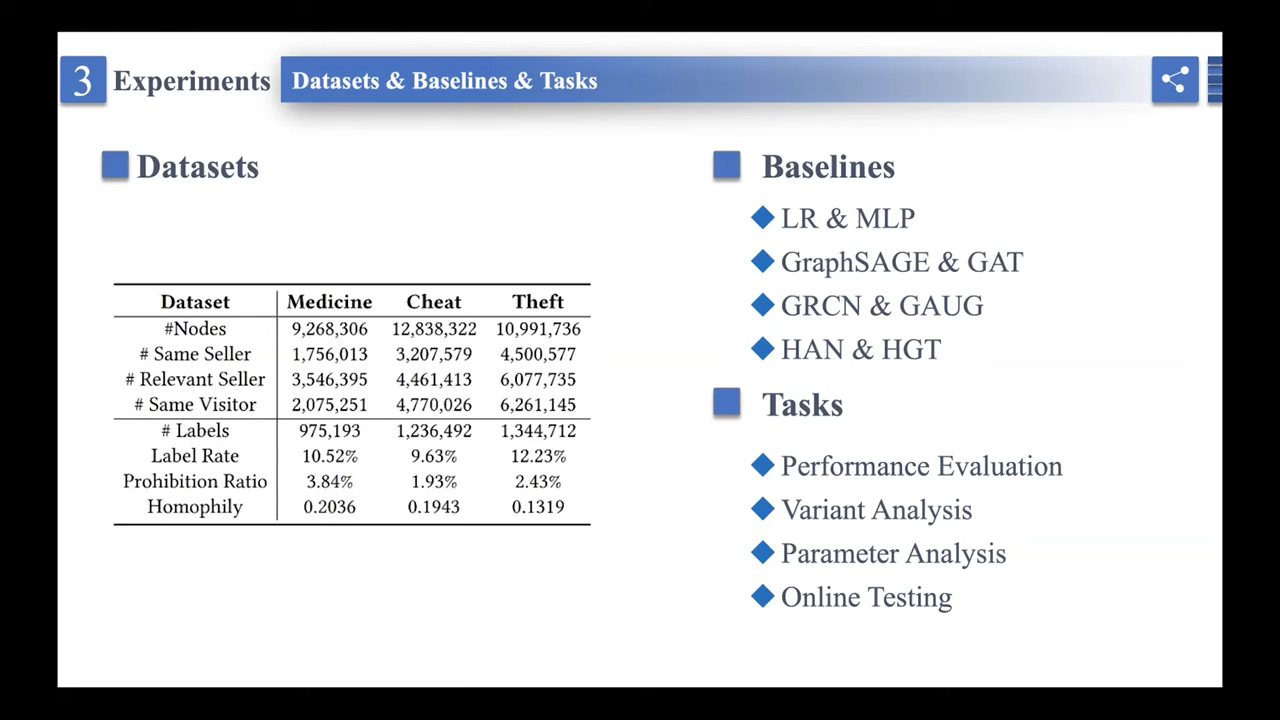 3 Experiments Datasets & Baselines & Tasks
Datasets
Dataset Medicine Cheat Theft
#Nodes 9,268,306 12,838,322 10,991,736
# Same Seller 1,756,013 3,207,579 4,500,577
# Relevant Seller 3,546,395 4,461,413 6,077,735
# Same Visitor 2,075,251 4,770,026 6,261,145
# Labels 975,193 1,236,492 1,344,712
Label Rate 10.52% 9.63% 12.23%
Prohibition Ratio 3.84% 1.93% 2.43%
Homophily 0.2036 0.1943 0.1319
Baselines
LR & MLP
GraphSAGE & GAT
GRCN & GAUG
HAN & HGT
Tasks
Performance Evaluation
Variant Analysis
Parameter Analysis
Online Testing